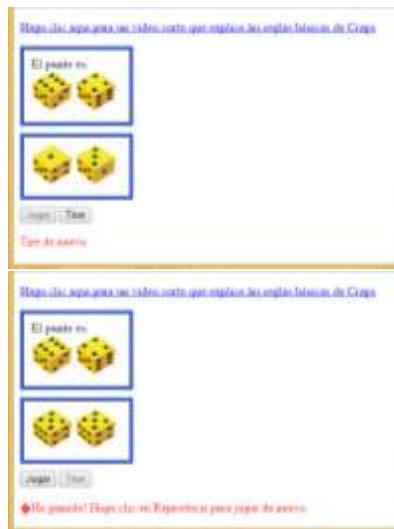 Haga clic aquí para un video corto que explica las reglas básicas de Craps
El punto es:
Jugar Tirar
Tire de nuevo.
Haga clic aquí para un video corto que explica las reglas básicas de Craps
El punto es:
Jugar Tirar
�Ha ganado! Haga clic en Reproducir para jugar de nuevo.